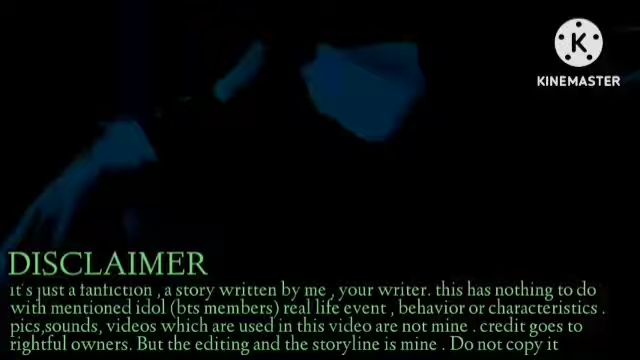 KINEMASTER
DISCLAIMER
it's just a fanfiction , a story written by me , your writer. this has nothing to do
with mentioned idol (bts members) real life event , behavior or characteristics .
pics,sounds, videos which are used in this video are not mine . credit goes to
rightful owners. But the editing and the storyline is mine . Do not copy it